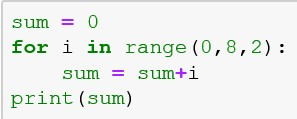 sum = 0
for i in range(0,8,2):
    sum = sum+i
print(sum)